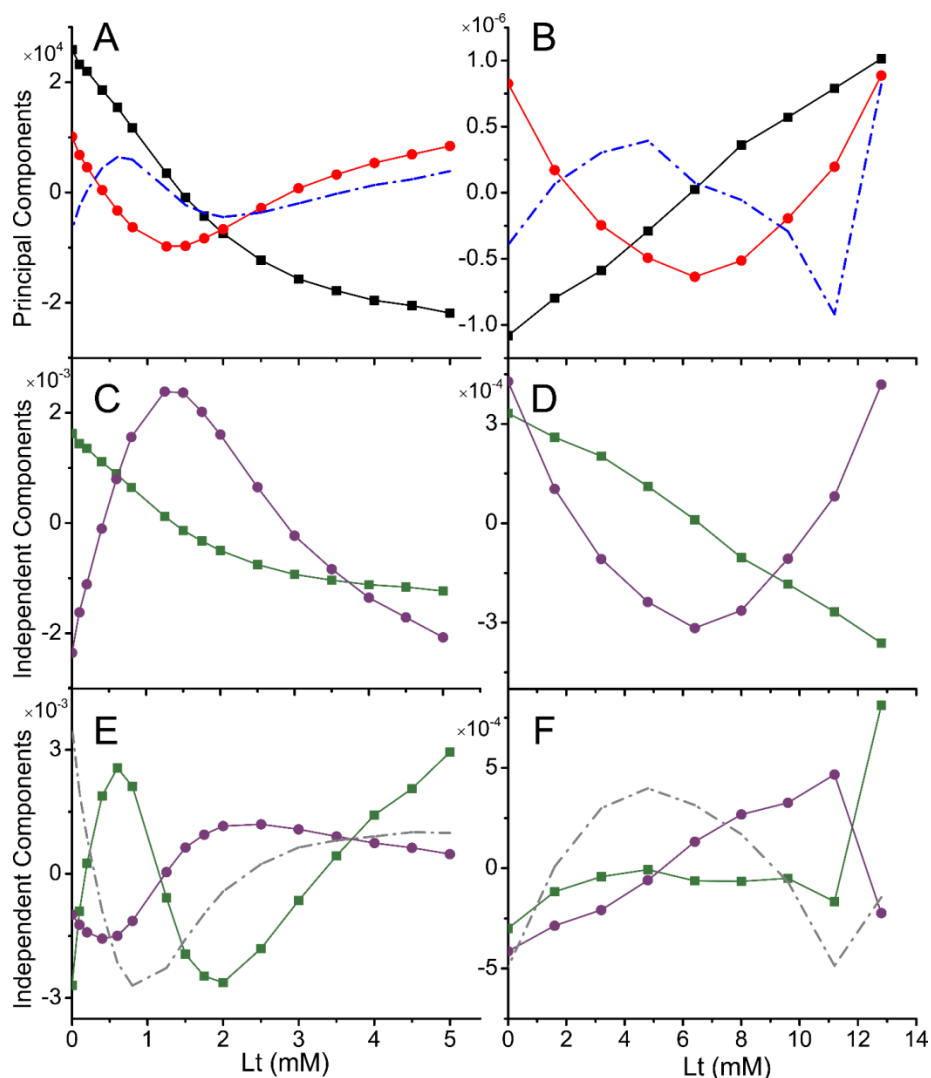 A
×10⁴
2
0
-2
Principal Components
B
×10⁻⁶
1.0
0.5
0.0
-0.5
-1.0
C
×10⁻³
2
0
-2
Independent Components
D
×10⁻⁴
3
0
-3
E
×10⁻³
3
0
-3
Independent Components
0 1 2 3 4 5
Lt (mM)
F
×10⁻⁴
5
0
-5
0 2 4 6 8 10 12 14
Lt (mM)